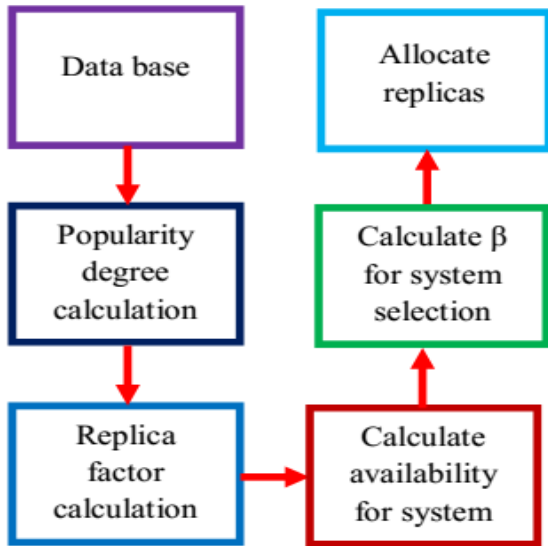 Data base
Popularity
degree
calculation
Replica
factor
calculation
Calculate
availability
for system
Calculate β
for system
selection
Allocate
replicas